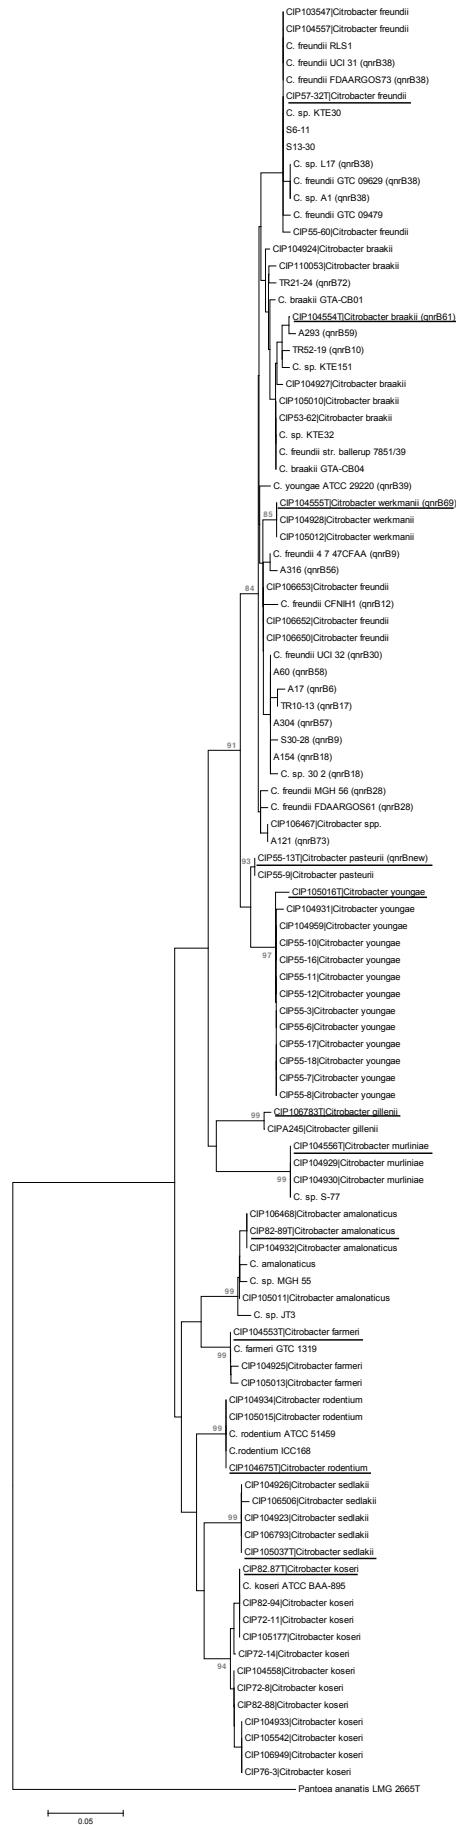 CIP103547|Citrobacter freundii
CIP104557|Citrobacter freundii
C. freundii RLS1
C. freundii UCI 31 (qnrB38)
C. freundii FDAARGOS73 (qnrB38)
CIP57-32T|Citrobacter freundii
C. sp. KTE30
S6-11
S13-30
C. sp. L17 (qnrB38)
C. freundii GTC 09629 (qnrB38)
C. sp. A1 (qnrB38)
C. freundii GTC 09479
CIP55-60|Citrobacter freundii
CIP104924|Citrobacter braakii
CIP110053|Citrobacter braakii
TR21-24 (qnrB72)
C. braakii GTA-CB01
CIP104554T|Citrobacter braakii (qnrB61)
A293 (qnrB59)
TR52-19 (qnrB10)
C. sp. KTE151
CIP104927|Citrobacter braakii
CIP105010|Citrobacter braakii
CIP53-62|Citrobacter braakii
C. sp. KTE32
C. freundii str. ballerup 7851/39
C. braakii GTA-CB04
C. youngae ATCC 29220 (qnrB39)
CIP104555T|Citrobacter werkmanii (qnrB69)
85
CIP104928|Citrobacter werkmanii
CIP105012|Citrobacter werkmanii
C. freundii 4 7 47CFAA (qnrB9)
A316 (qnrB56)
CIP106653|Citrobacter freundii
84
C. freundii CFNIH1 (qnrB12)
CIP106652|Citrobacter freundii
CIP106650|Citrobacter freundii
C. freundii UCI 32 (qnrB30)
A60 (qnrB58)
A17 (qnrB6)
TR10-13 (qnrB17)
A304 (qnrB57)
S30-28 (qnrB9)
91
A154 (qnrB18)
C. sp. 30 2 (qnrB18)
C. freundii MGH 56 (qnrB28)
C. freundii FDAARGOS61 (qnrB28)
CIP106467|Citrobacter spp.
A121 (qnrB73)
CIP55-13T|Citrobacter pasteurii (qnrBnew)
93
CIP55-9|Citrobacter pasteurii
CIP105016T|Citrobacter youngae
CIP104931|Citrobacter youngae
CIP104959|Citrobacter youngae
CIP55-10|Citrobacter youngae
97
CIP55-16|Citrobacter youngae
CIP55-11|Citrobacter youngae
CIP55-12|Citrobacter youngae
CIP55-3|Citrobacter youngae
CIP55-6|Citrobacter youngae
CIP55-17|Citrobacter youngae
CIP55-18|Citrobacter youngae
CIP55-7|Citrobacter youngae
CIP55-8|Citrobacter youngae
CIP106783T|Citrobacter gillenii
99
CIPA245|Citrobacter gillenii
CIP104556T|Citrobacter murliniae
CIP104929|Citrobacter murliniae
CIP104930|Citrobacter murliniae
99
C. sp. S-77
CIP106468|Citrobacter amalonaticus
CIP82-89T|Citrobacter amalonaticus
CIP104932|Citrobacter amalonaticus
C. amalonaticus
C. sp. MGH 55
99
CIP105011|Citrobacter amalonaticus
C. sp. JT3
CIP104553T|Citrobacter farmeri
C. farmeri GTC 1319
99
CIP104925|Citrobacter farmeri
CIP105013|Citrobacter farmeri
CIP104934|Citrobacter rodentium
CIP105015|Citrobacter rodentium
99
C. rodentium ATCC 51459
C.rodentium ICC168
CIP104675T|Citrobacter rodentium
CIP104926|Citrobacter sedlakii
CIP106506|Citrobacter sedlakii
99
CIP104923|Citrobacter sedlakii
CIP106793|Citrobacter sedlakii
CIP105037T|Citrobacter sedlakii
CIP82.87T|Citrobacter koseri
C. koseri ATCC BAA-895
CIP82-94|Citrobacter koseri
CIP72-11|Citrobacter koseri
CIP105177|Citrobacter koseri
CIP72-14|Citrobacter koseri
94
CIP104558|Citrobacter koseri
CIP72-8|Citrobacter koseri
CIP82-88|Citrobacter koseri
CIP104933|Citrobacter koseri
CIP105542|Citrobacter koseri
CIP106949|Citrobacter koseri
CIP76-3|Citrobacter koseri
Pantoea ananatis LMG 2665T
0.05